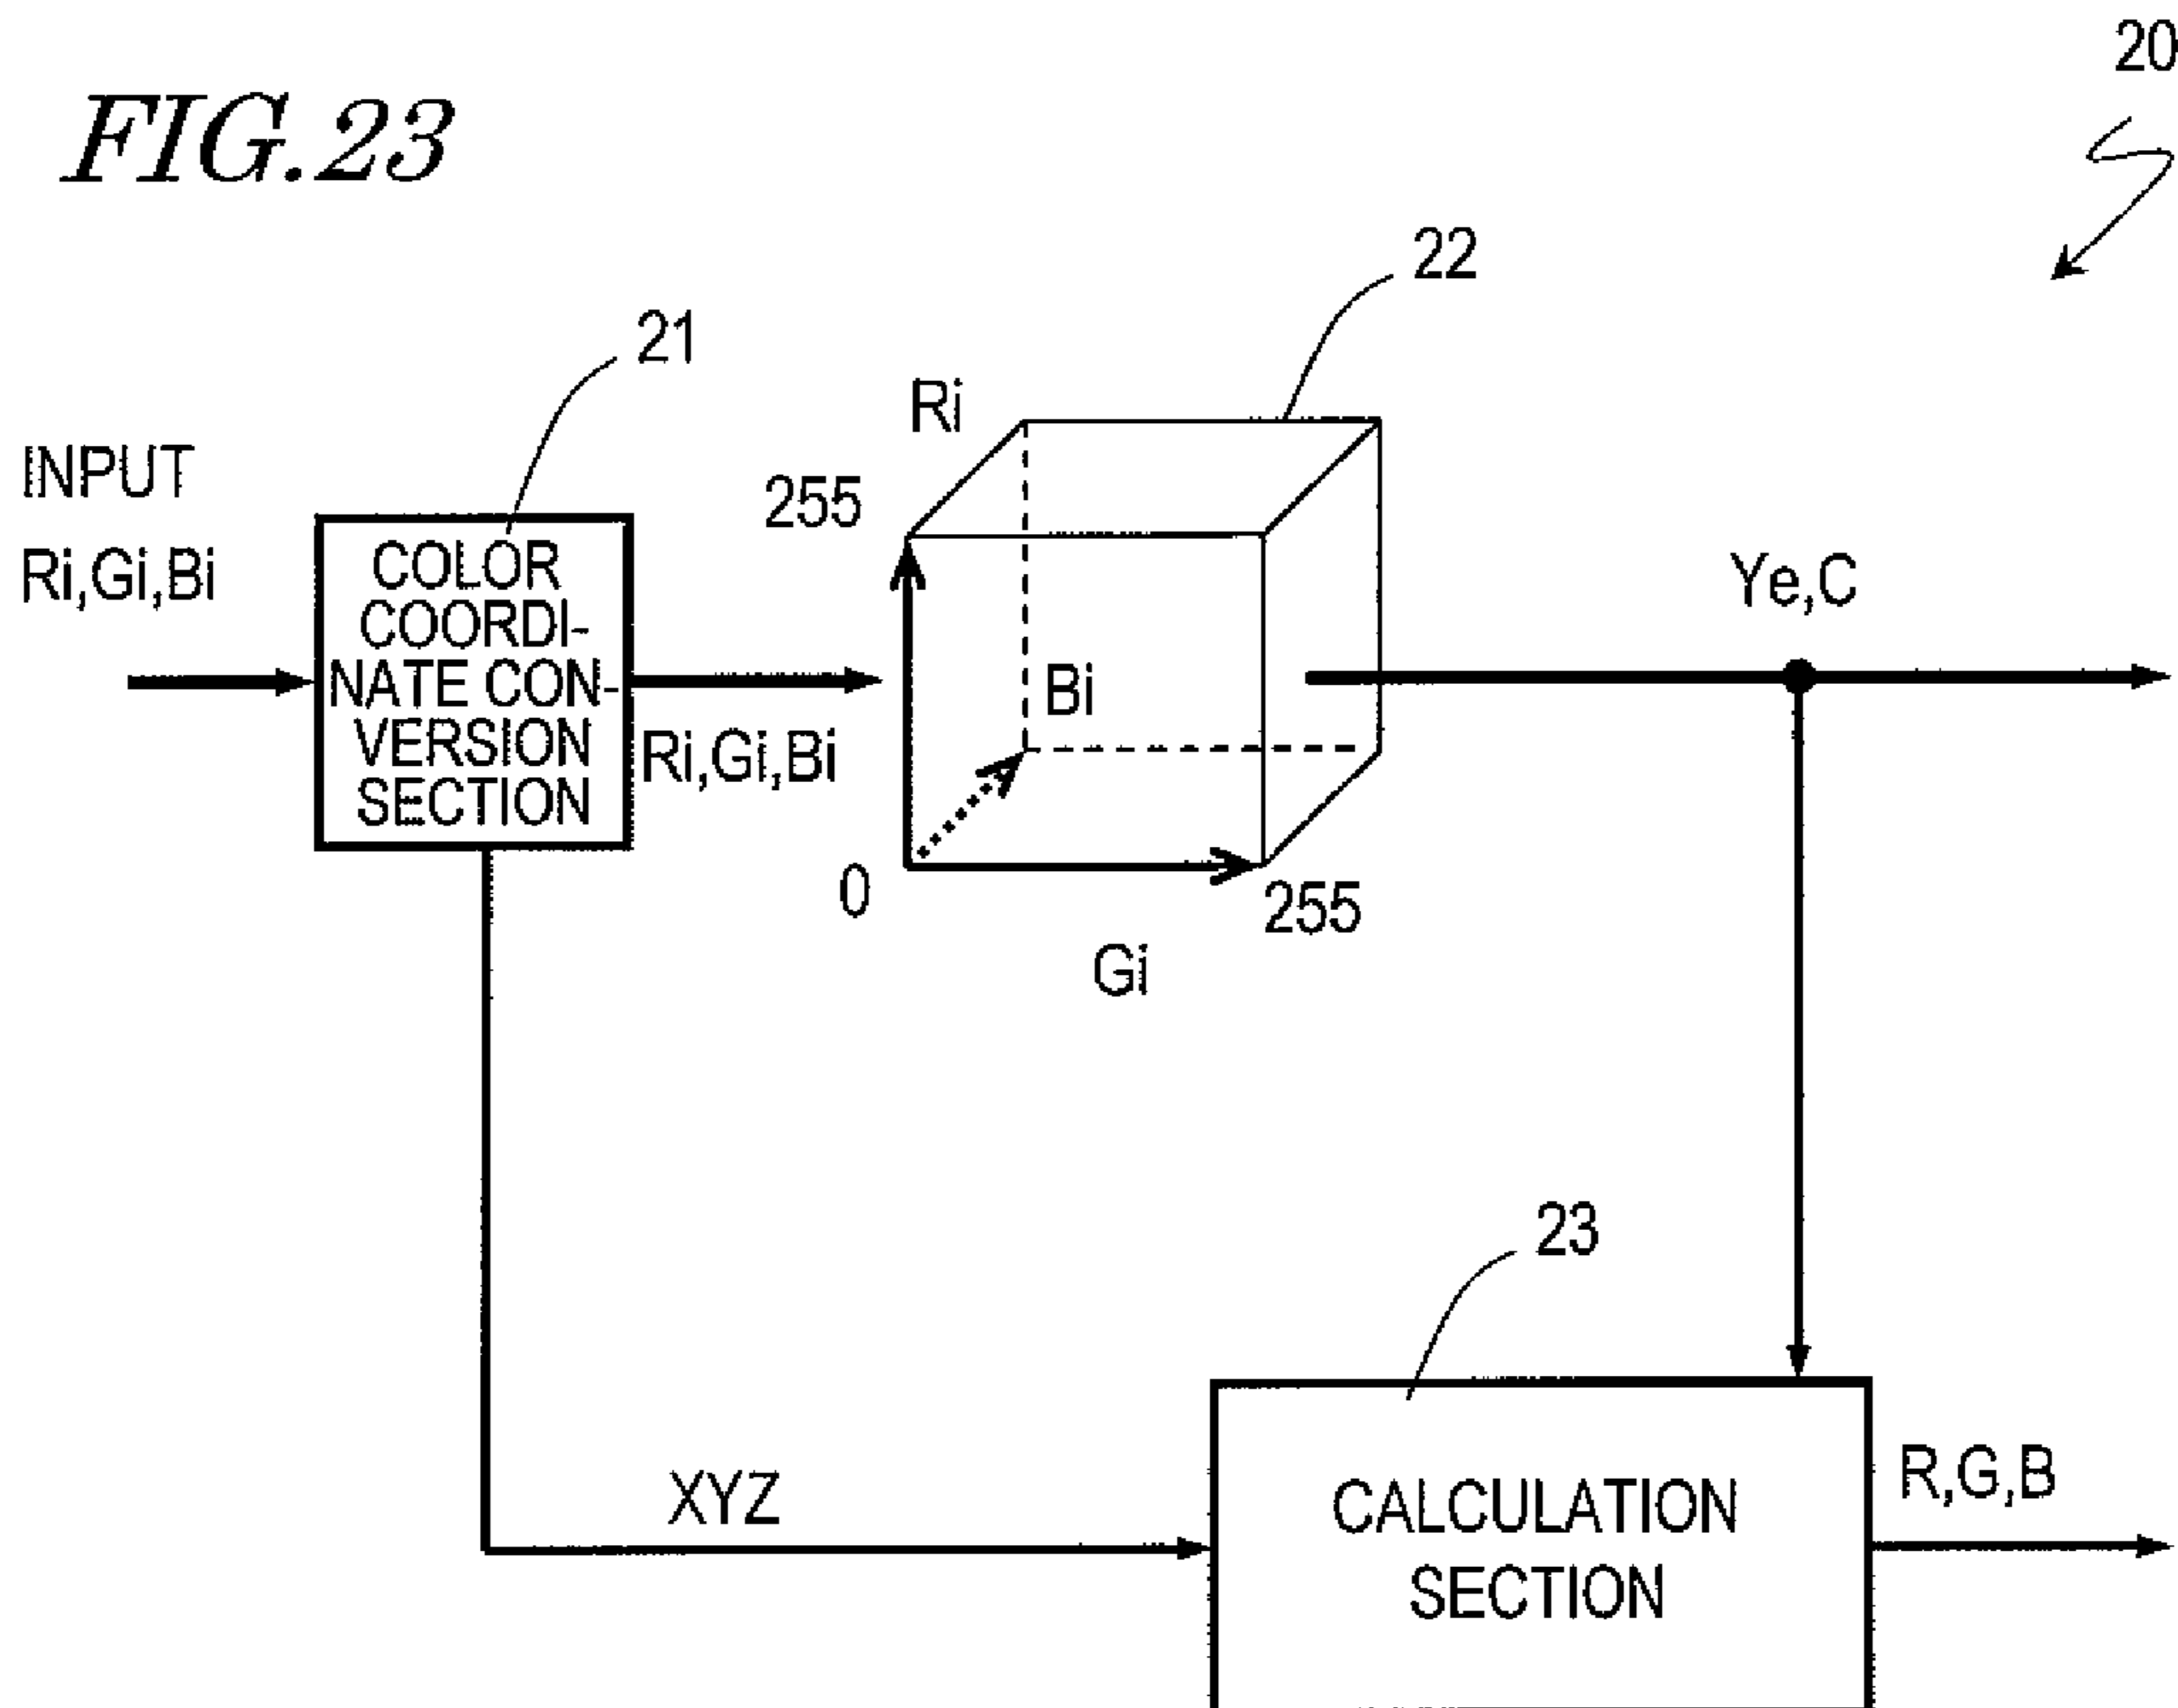 FIG.23
20
22
21
Ri
INPUT
255
Ri,Gi,Bi
COLOR
COORDI-
NATE CON-
VERSION
SECTION
Ye,C
Bi
Ri,Gi,Bi
0
255
Gi
23
XYZ
R,G,B
CALCULATION
SECTION